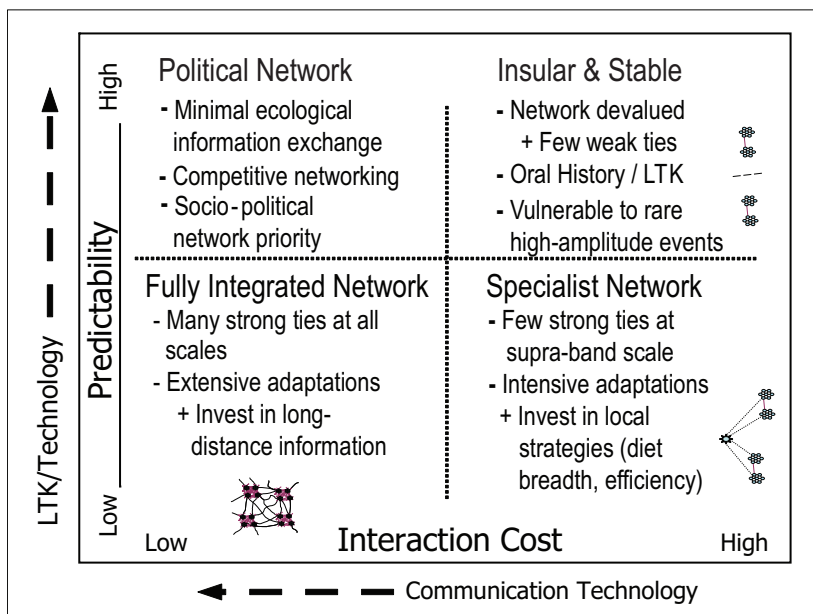 Political Network
- Minimal ecological
information exchange
- Competitive networking
- Socio-political
network priority
Insular & Stable
- Network devalued
+ Few weak ties
- Oral History / LTK
- Vulnerable to rare
high-amplitude events
Fully Integrated Network
- Many strong ties at all
scales
- Extensive adaptations
+ Invest in long-
distance information
Specialist Network
- Few strong ties at
supra-band scale
- Intensive adaptations
+ Invest in local
strategies (diet
breadth, efficiency)
High
Predictability
Low
LTK/Technology
Low
Interaction Cost
High
Communication Technology